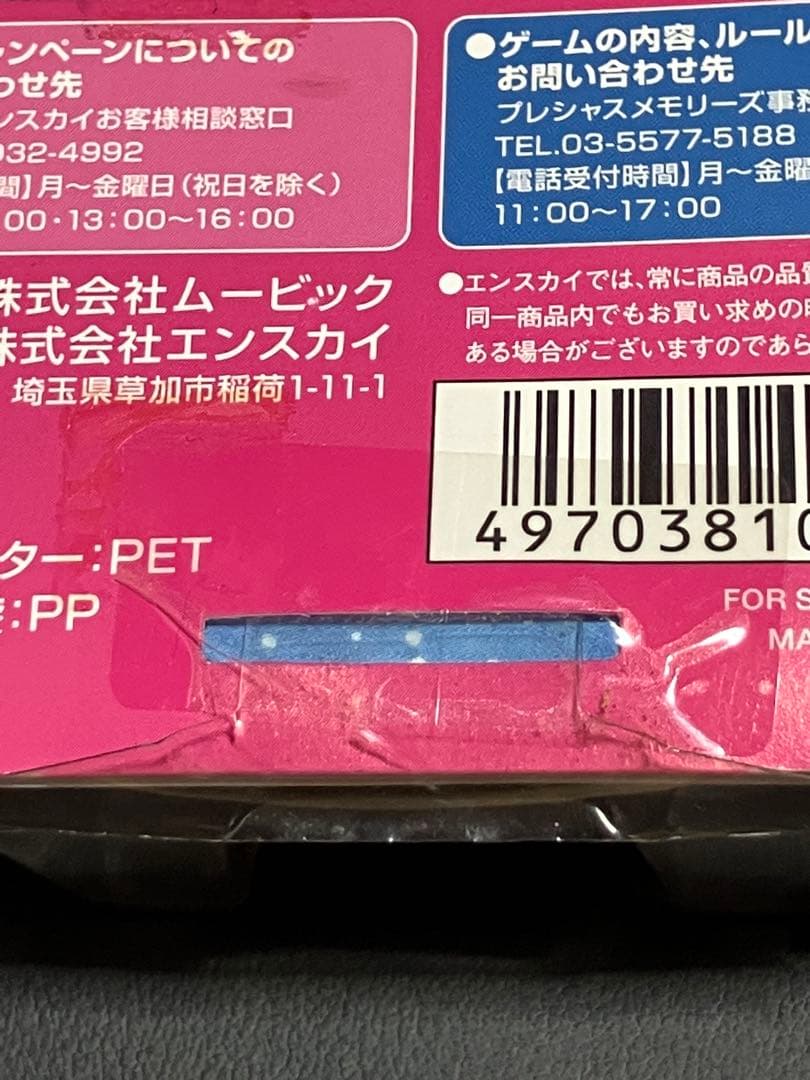 ャンペーンについての
わせ先
ンスカイお客様相談窓口
932-4992
間】月～金曜日(祝日を除く)
:00・13:00～16:00
株式会社ムービック
株式会社エンスカイ
埼玉県草加市稲荷1-11-1
ター:PET
:PP
●ゲームの内容、ルール
お問い合わせ先
プレシャスメモリーズ事務
TEL.03-5577-5188
【電話受付時間】月～金曜
11:00～17:00
●エンスカイでは、常に商品の品質
同一商品内でもお買い求めの時
ある場合がございますのであら
49703810
FOR S
MA